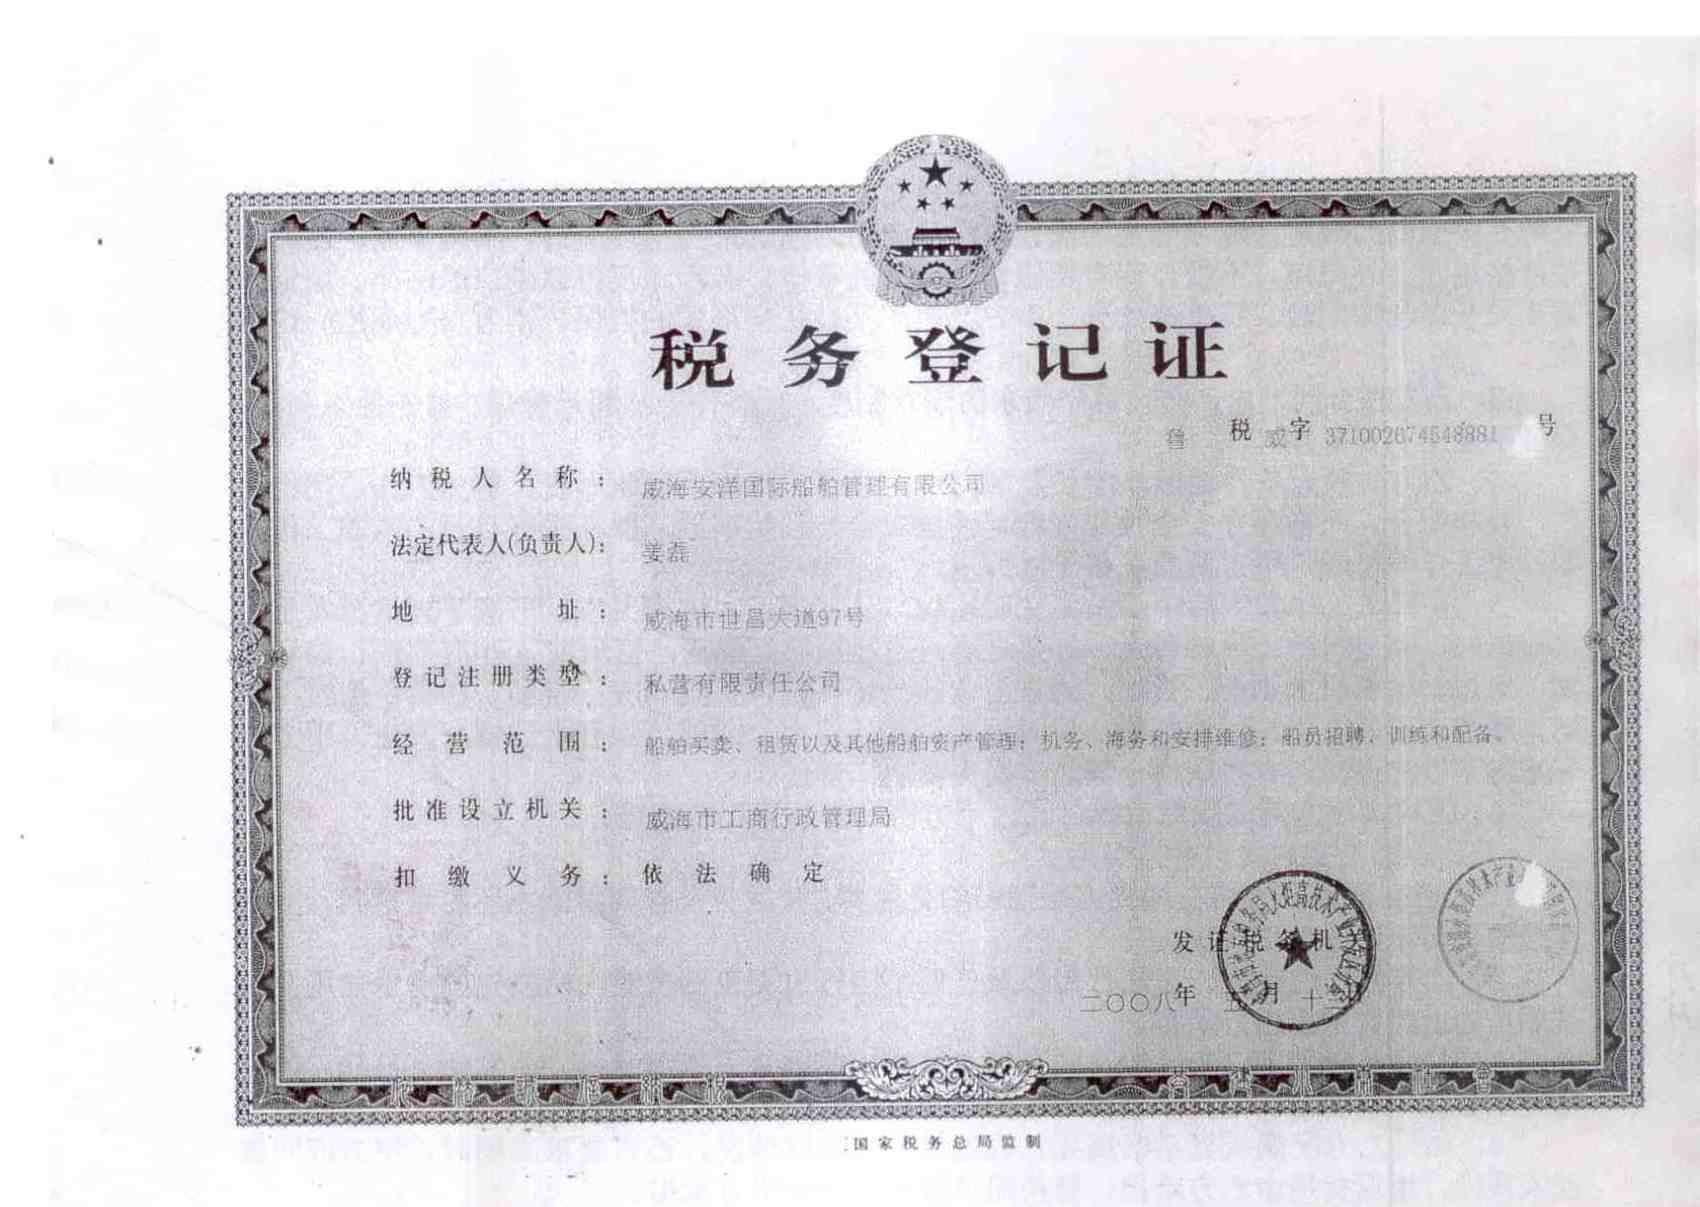 税务登记证
鲁 税 威 字 371002674548881 号
纳税人名称： 威海安洋国际船舶管理有限公司
法定代表人(负责人)： 姜磊
地址： 威海市世昌大道97号
登记注册类型： 私营有限责任公司
经营范围： 船舶买卖、租赁以及其他船舶资产管理；机务、海务和安排维修；船员招聘、训练和配备。
批准设立机关： 威海市工商行政管理局
扣缴义务： 依法确定
发证税务机
二〇〇八年 五月 十
国家税务总局监制